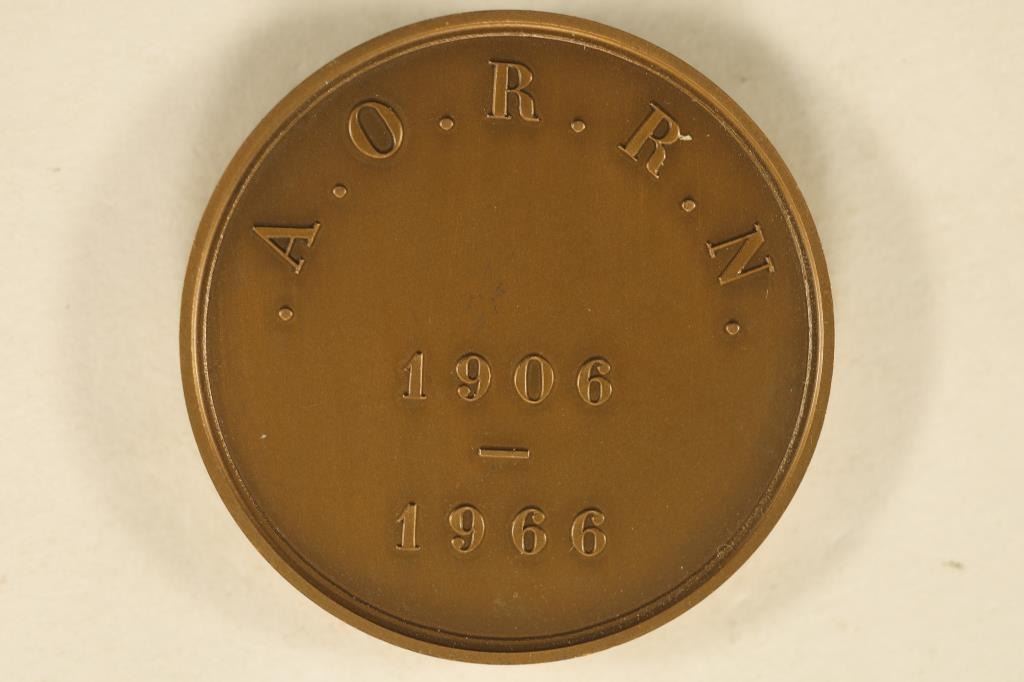 . A . O . R . R . N .
1906
—
1966